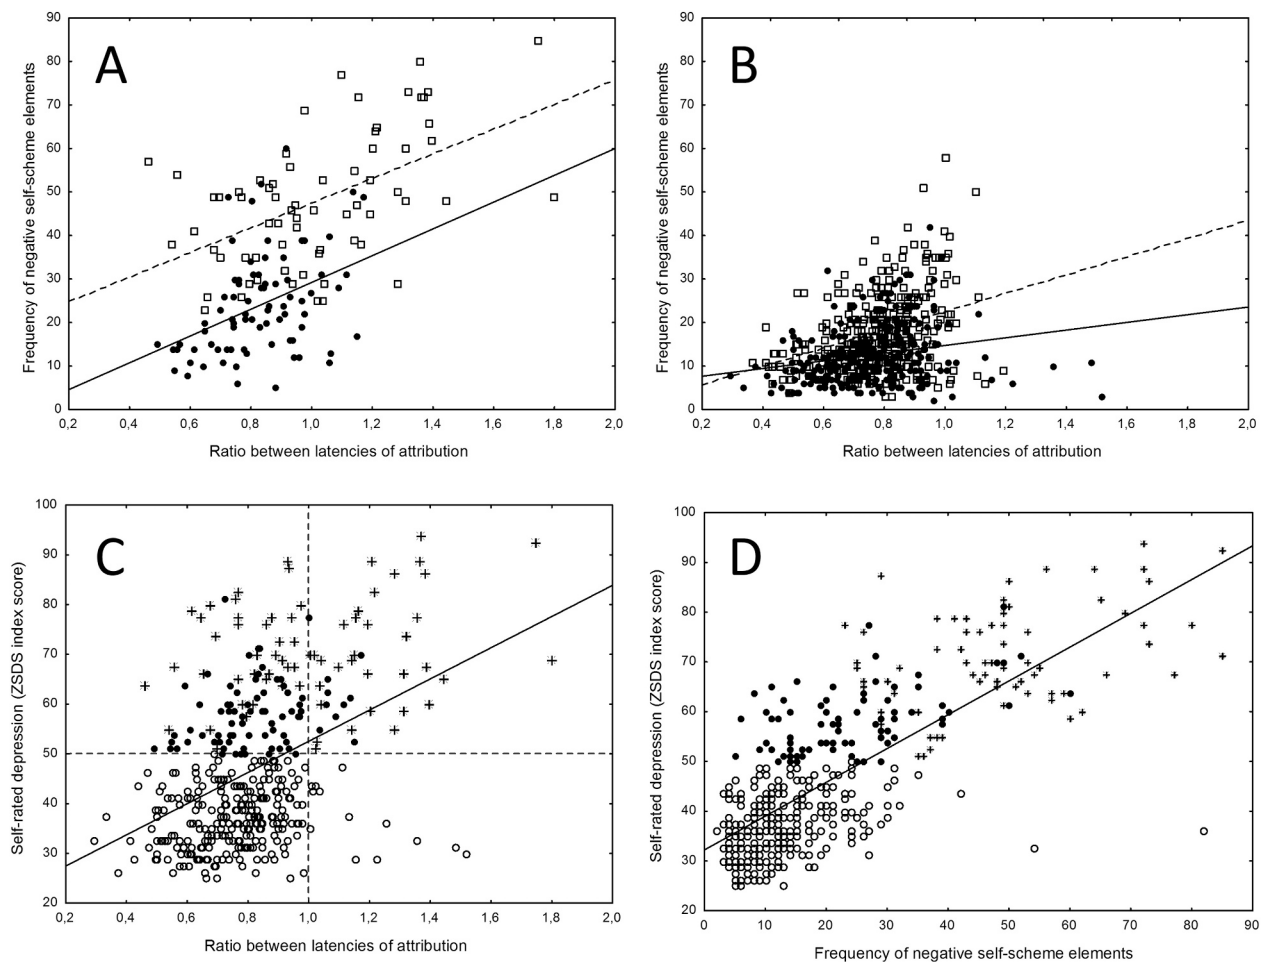 90
80
70
60
50
40
30
20
10
0
Frequency of negative self-scheme elements
A
0,2 0,4 0,6 0,8 1,0 1,2 1,4 1,6 1,8 2,0
Ratio between latencies of attribution
90
80
70
60
50
40
30
20
10
0
Frequency of negative self-scheme elements
B
0,2 0,4 0,6 0,8 1,0 1,2 1,4 1,6 1,8 2,0
Ratio between latencies of attribution
100
90
80
70
60
50
40
30
20
Self-rated depression (ZSDS index score)
C
0,2 0,4 0,6 0,8 1,0 1,2 1,4 1,6 1,8 2,0
Ratio between latencies of attribution
100
90
80
70
60
50
40
30
20
Self-rated depression (ZSDS index score)
D
0 10 20 30 40 50 60 70 80 90
Frequency of negative self-scheme elements